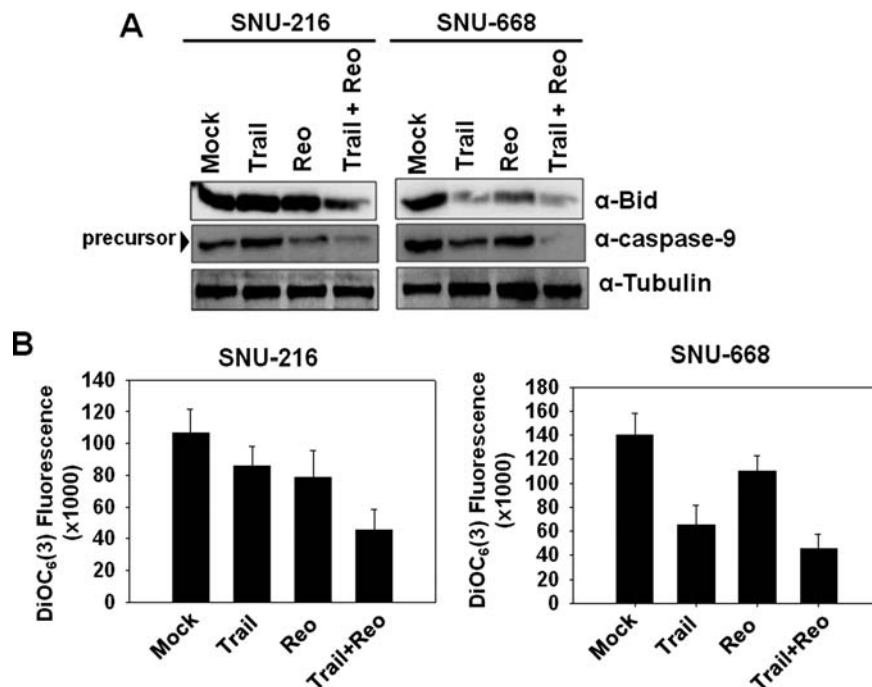 A
SNU-216
SNU-668
Mock
Trail
Reo
Trail + Reo
Mock
Trail
Reo
Trail + Reo
α-Bid
precursor
α-caspase-9
α-Tubulin
B
SNU-216
DiOC₆(3) Fluorescence
(x1000)
140
120
100
80
60
40
20
0
Mock
Trail
Reo
Trail+Reo
SNU-668
DiOC₆(3) Fluorescence
(x1000)
180
160
140
120
100
80
60
40
20
0
Mock
Trail
Reo
Trail+Reo